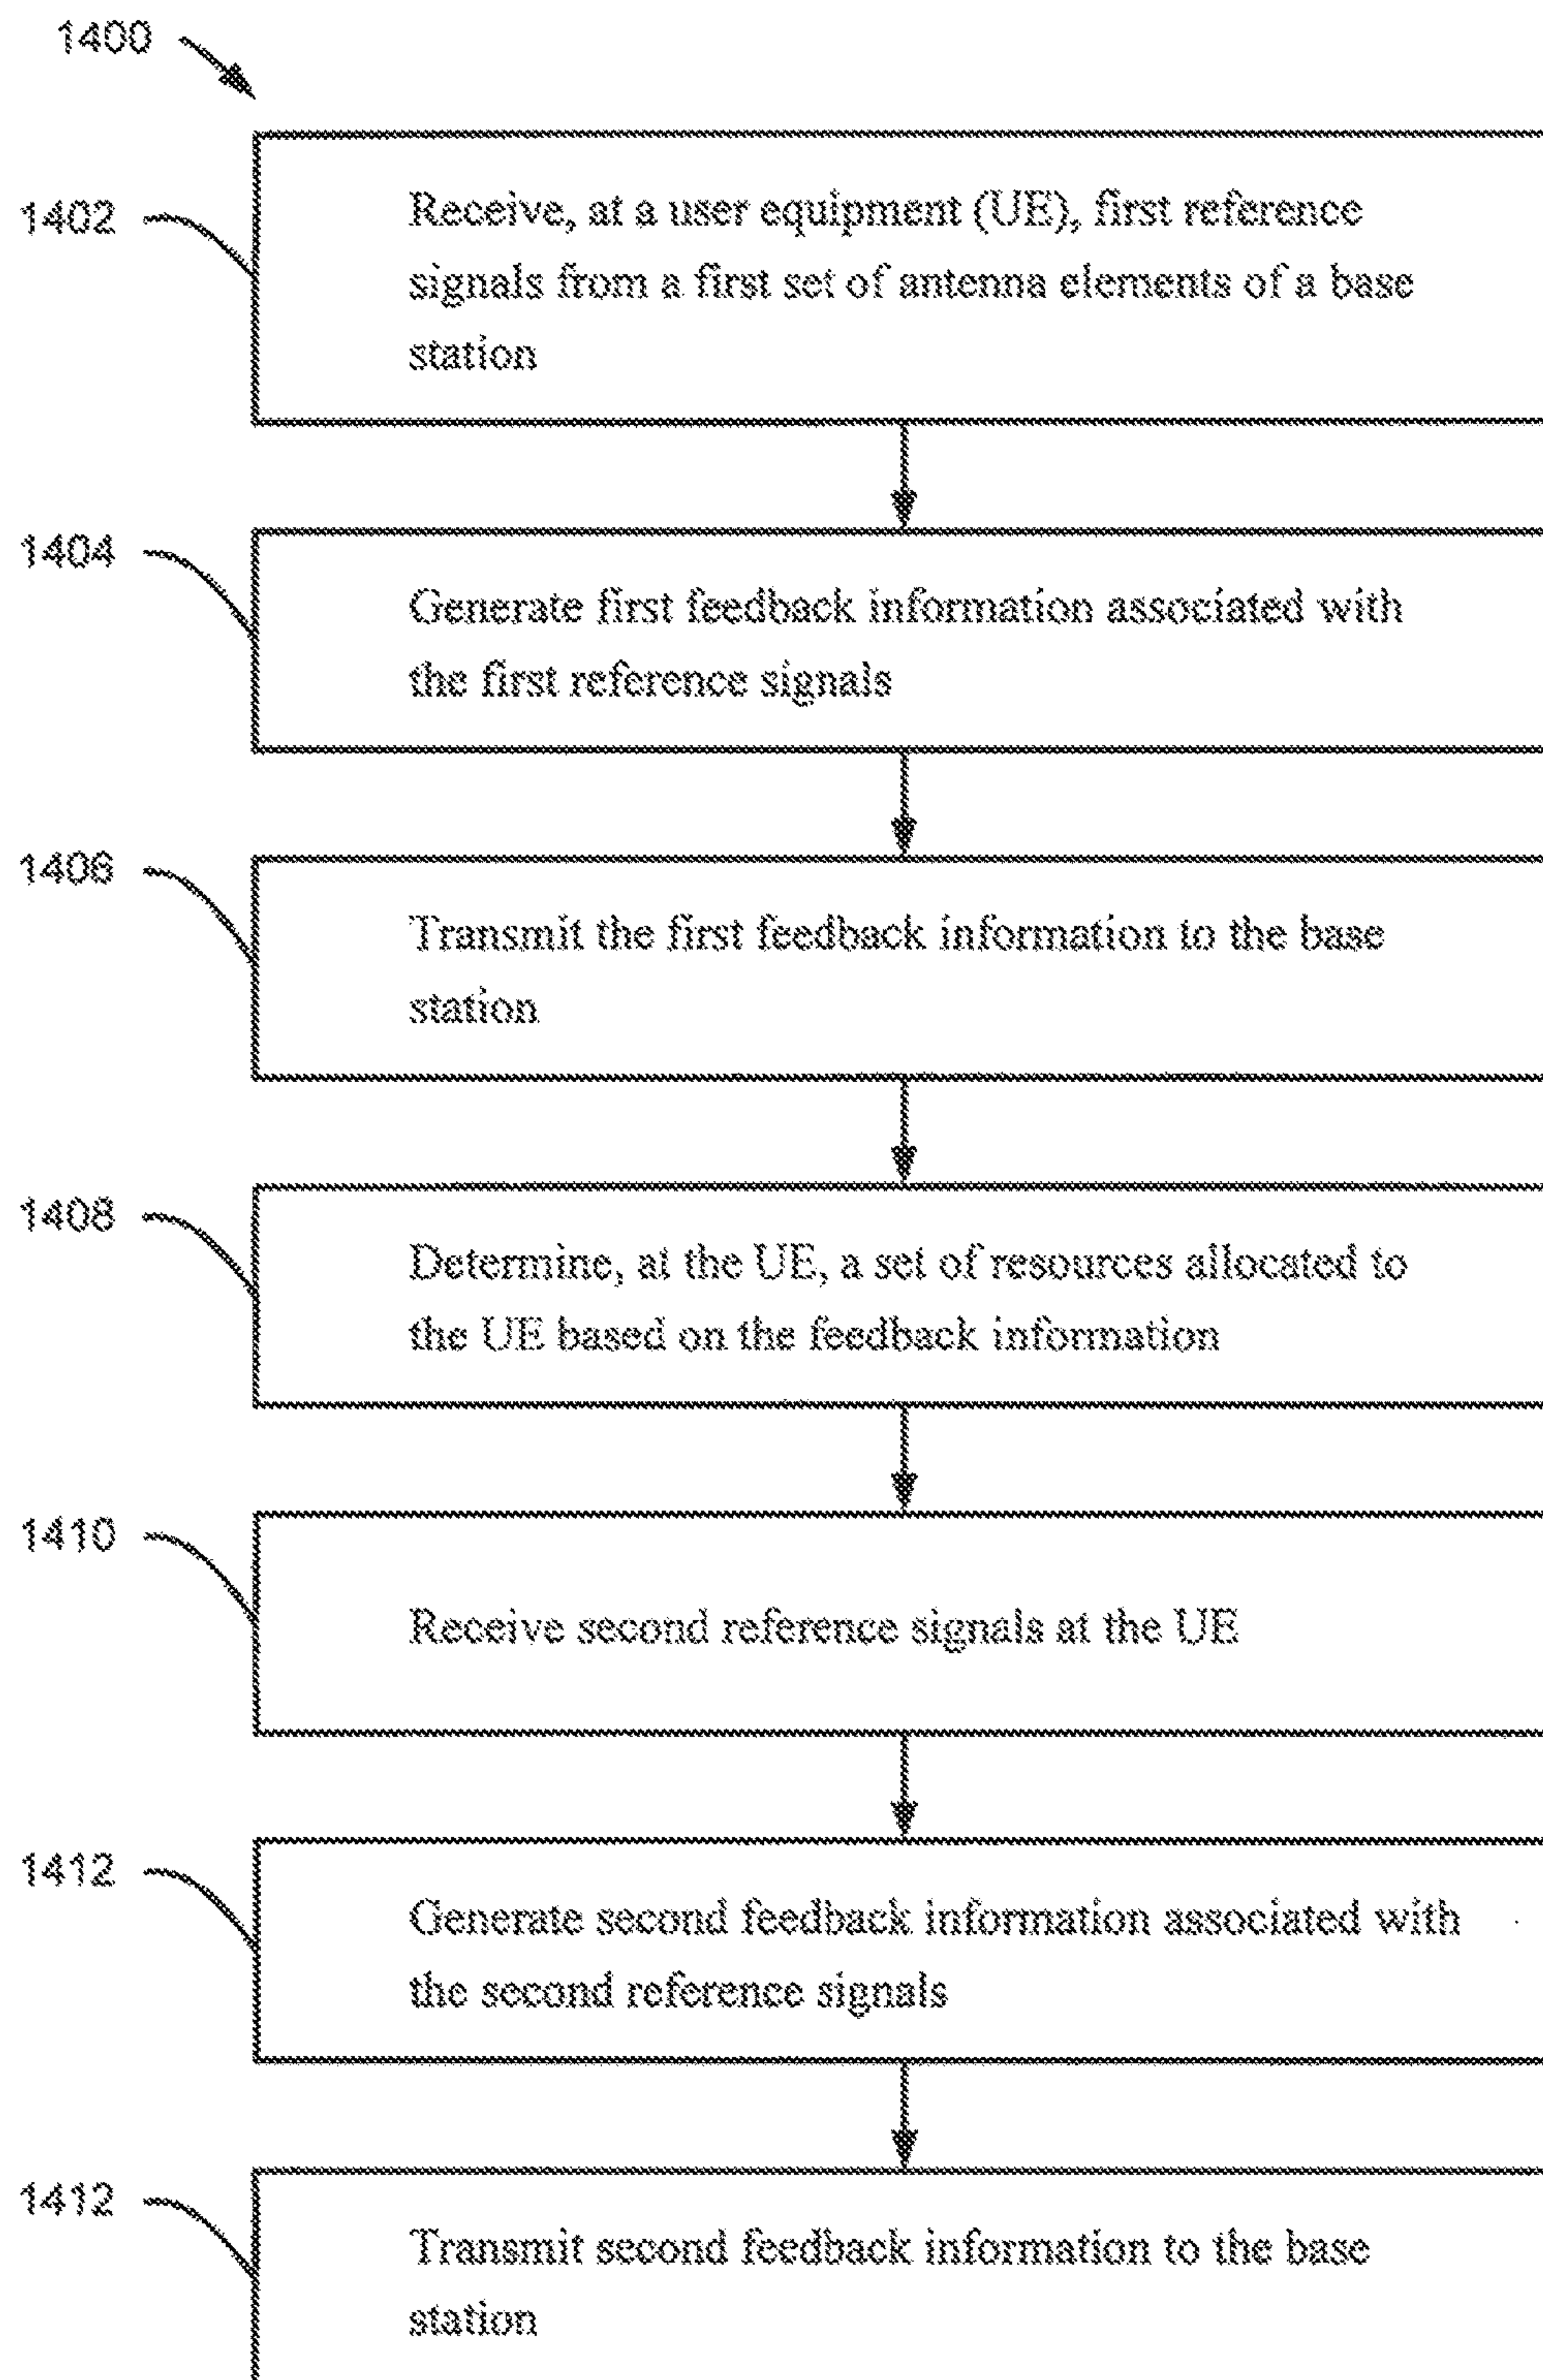 1400
1402
Receive, at a user equipment (UE), first reference
signals from a first set of antenna elements of a base
station
1404
Generate first feedback information associated with
the first reference signals
1406
Transmit the first feedback information to the base
station
1408
Determine, at the UE, a set of resources allocated to
the UE based on the feedback information
1410
Receive second reference signals at the UE
1412
Generate second feedback information associated with
the second reference signals
1412
Transmit second feedback information to the base
station